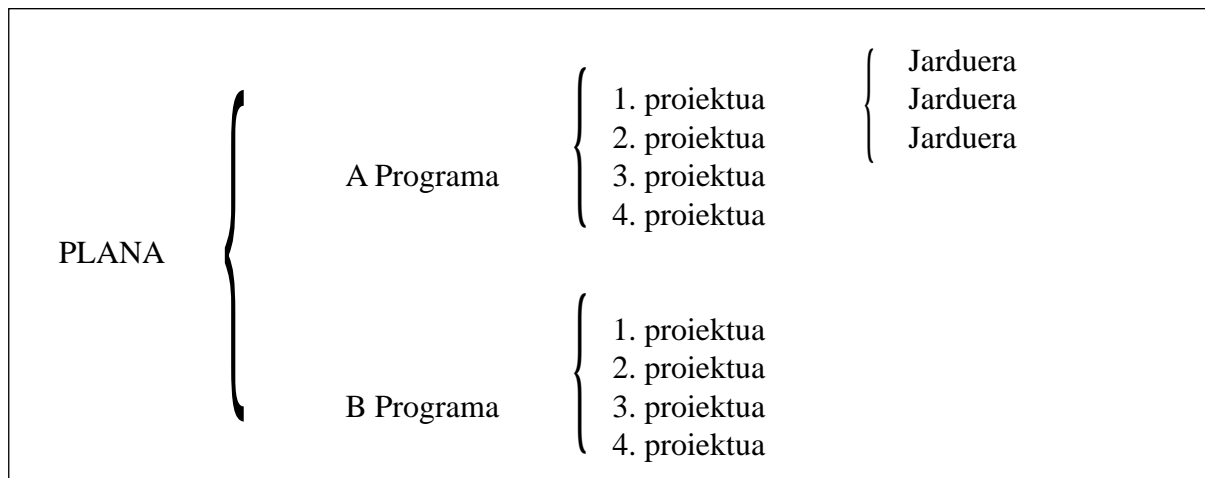 PLANA
A Programa
1. proiektua
2. proiektua
3. proiektua
4. proiektua
Jarduera
Jarduera
Jarduera
B Programa
1. proiektua
2. proiektua
3. proiektua
4. proiektua